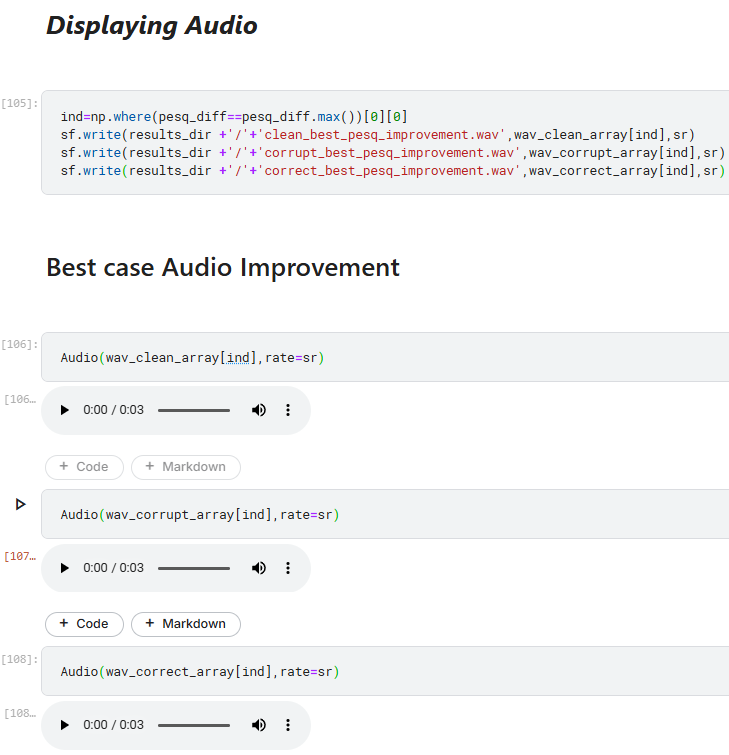 Displaying Audio
[105]:
ind=np.where(pesq_diff==pesq_diff.max())[0][0]
sf.write(results_dir +'/'+'clean_best_pesq_improvement.wav',wav_clean_array[ind],sr)
sf.write(results_dir +'/'+'corrupt_best_pesq_improvement.wav',wav_corrupt_array[ind],sr)
sf.write(results_dir +'/'+'correct_best_pesq_improvement.wav',wav_correct_array[ind],sr)
Best case Audio Improvement
[106]:
Audio(wav_clean_array[ind],rate=sr)
[106…
0:00 / 0:03
+ Code + Markdown
Audio(wav_corrupt_array[ind],rate=sr)
[107…
0:00 / 0:03
+ Code + Markdown
[108]:
Audio(wav_correct_array[ind],rate=sr)
[108…
0:00 / 0:03